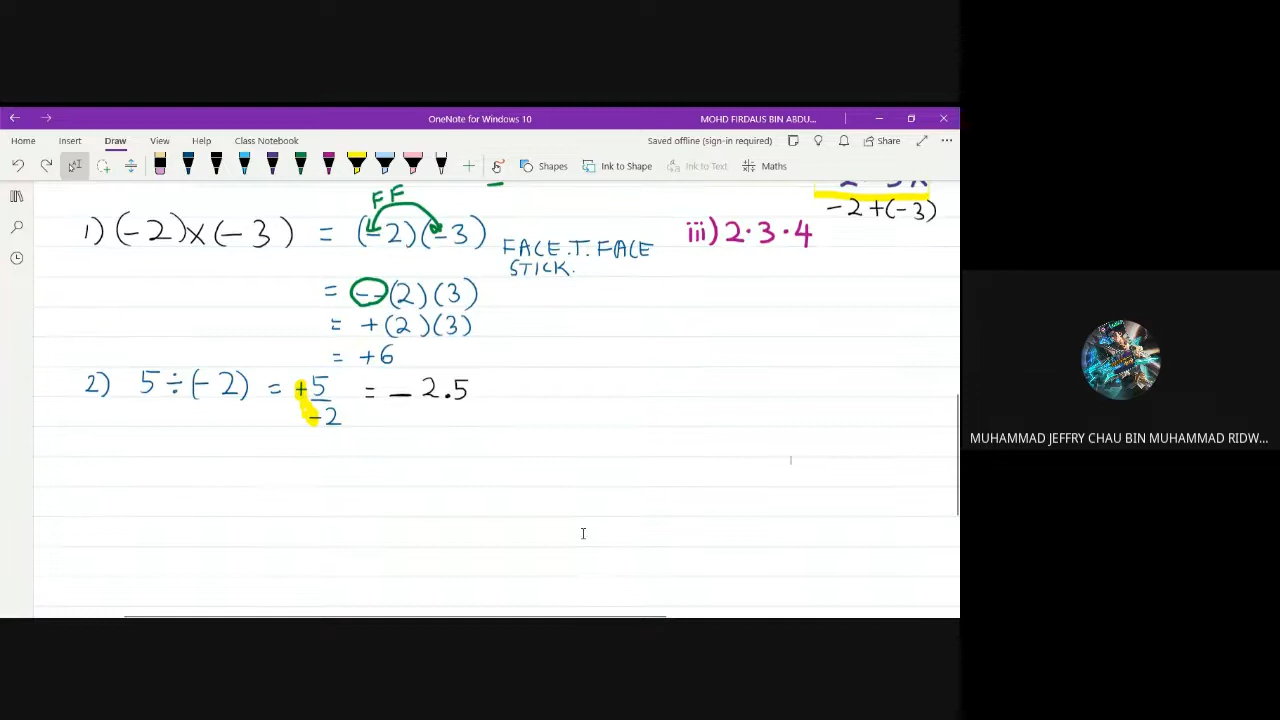 OneNote for Windows 10
MOHD FIRDAUS BIN ABDU...
Home Insert Draw View Help Class Notebook
Saved offline (sign-in required)
Share
Shapes
Ink to Shape
Ink to Text
Maths
F F
1) (-2)x(-3) = (-2)(-3)
FACE.T.FACE
STICK.
= --(2)(3)
= +(2)(3)
= +6
2) 5÷(-2) = +5/-2 = -2.5
-2+(-3)
iii) 2·3·4
MUHAMMAD JEFFRY CHAU BIN MUHAMMAD RIDW...